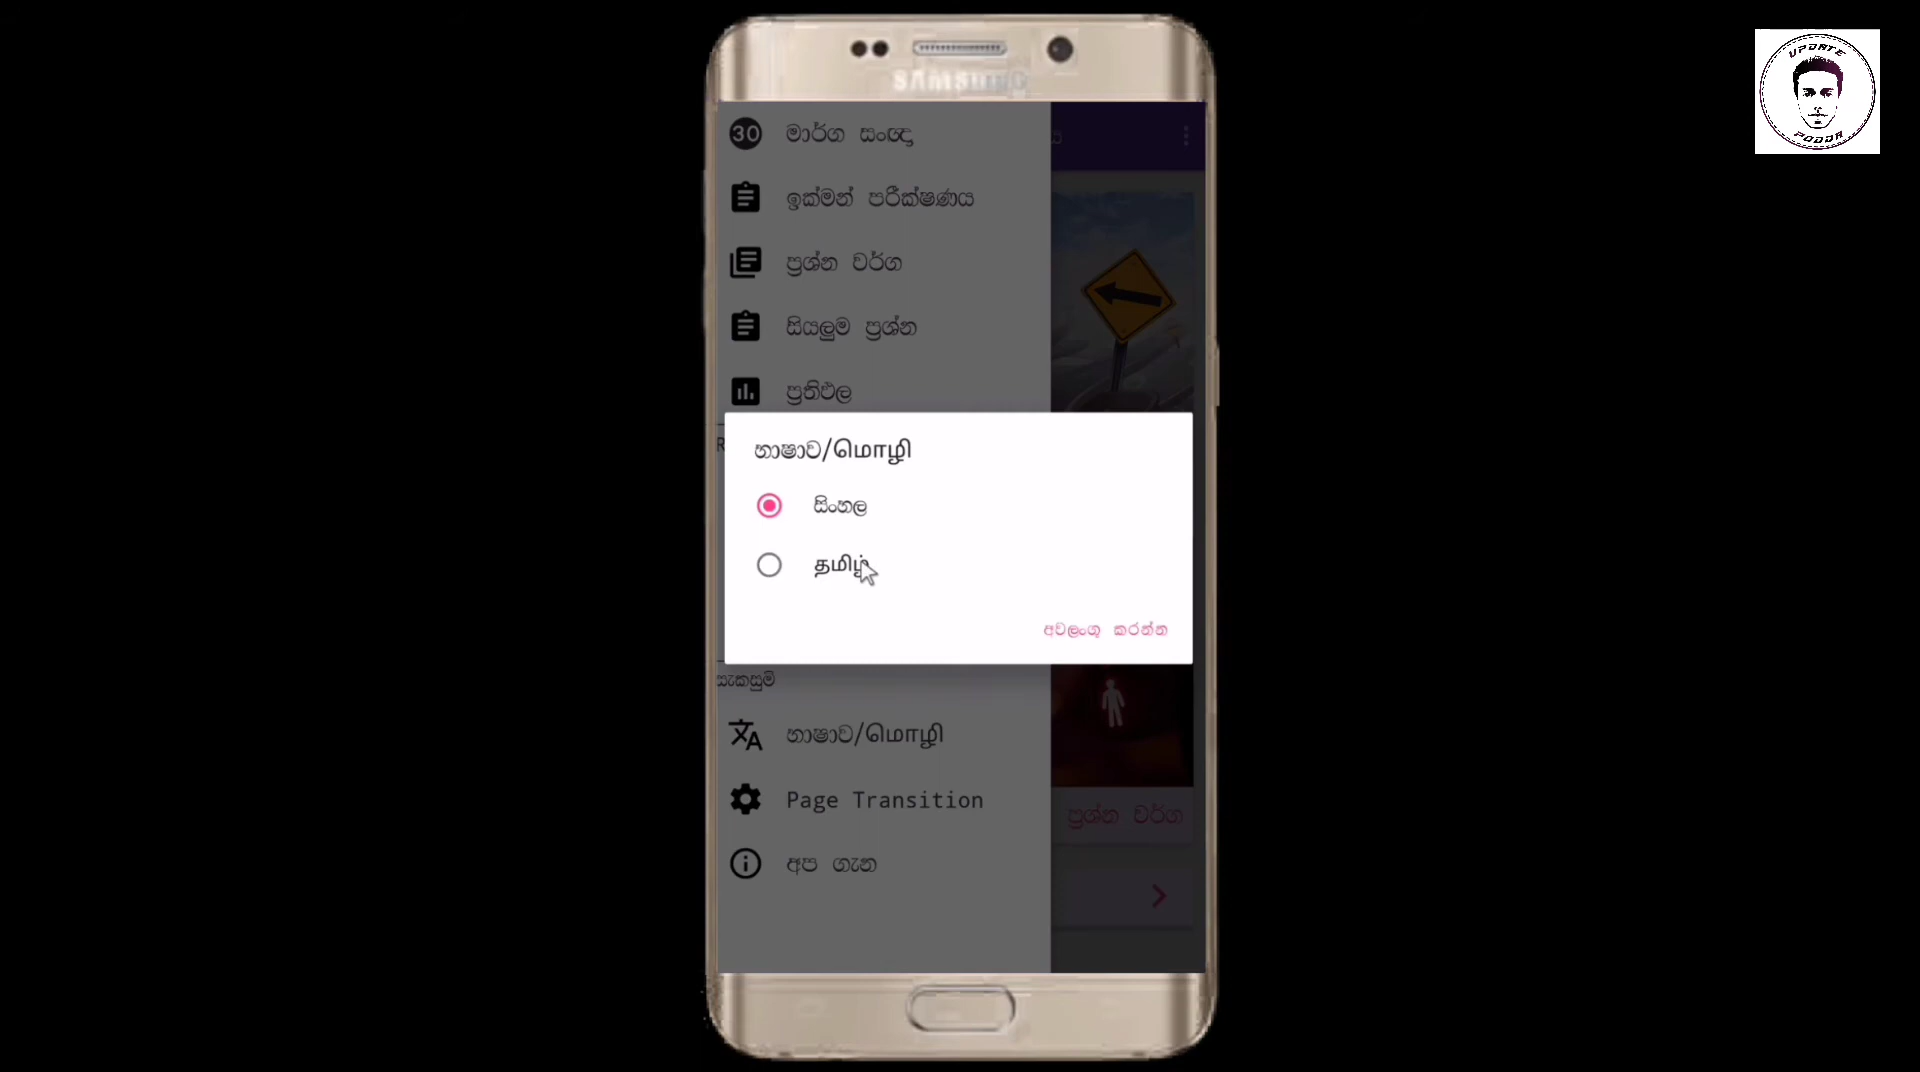 UPDATE
PODDA
SAMSUNG
30 මාර්ග සංඥා
ඉක්මන් පරීක්ෂණය
ප්‍රශ්න වර්ග
සියලුම ප්‍රශ්න
ප්‍රතිඵල
භාෂාව/மொழி
සිංහල
தமிழ்
අවලංගු කරන්න
සැකසුම්
භාෂාව/மொழி
Page Transition
ප්‍රශ්න වර්ග
අප ගැන